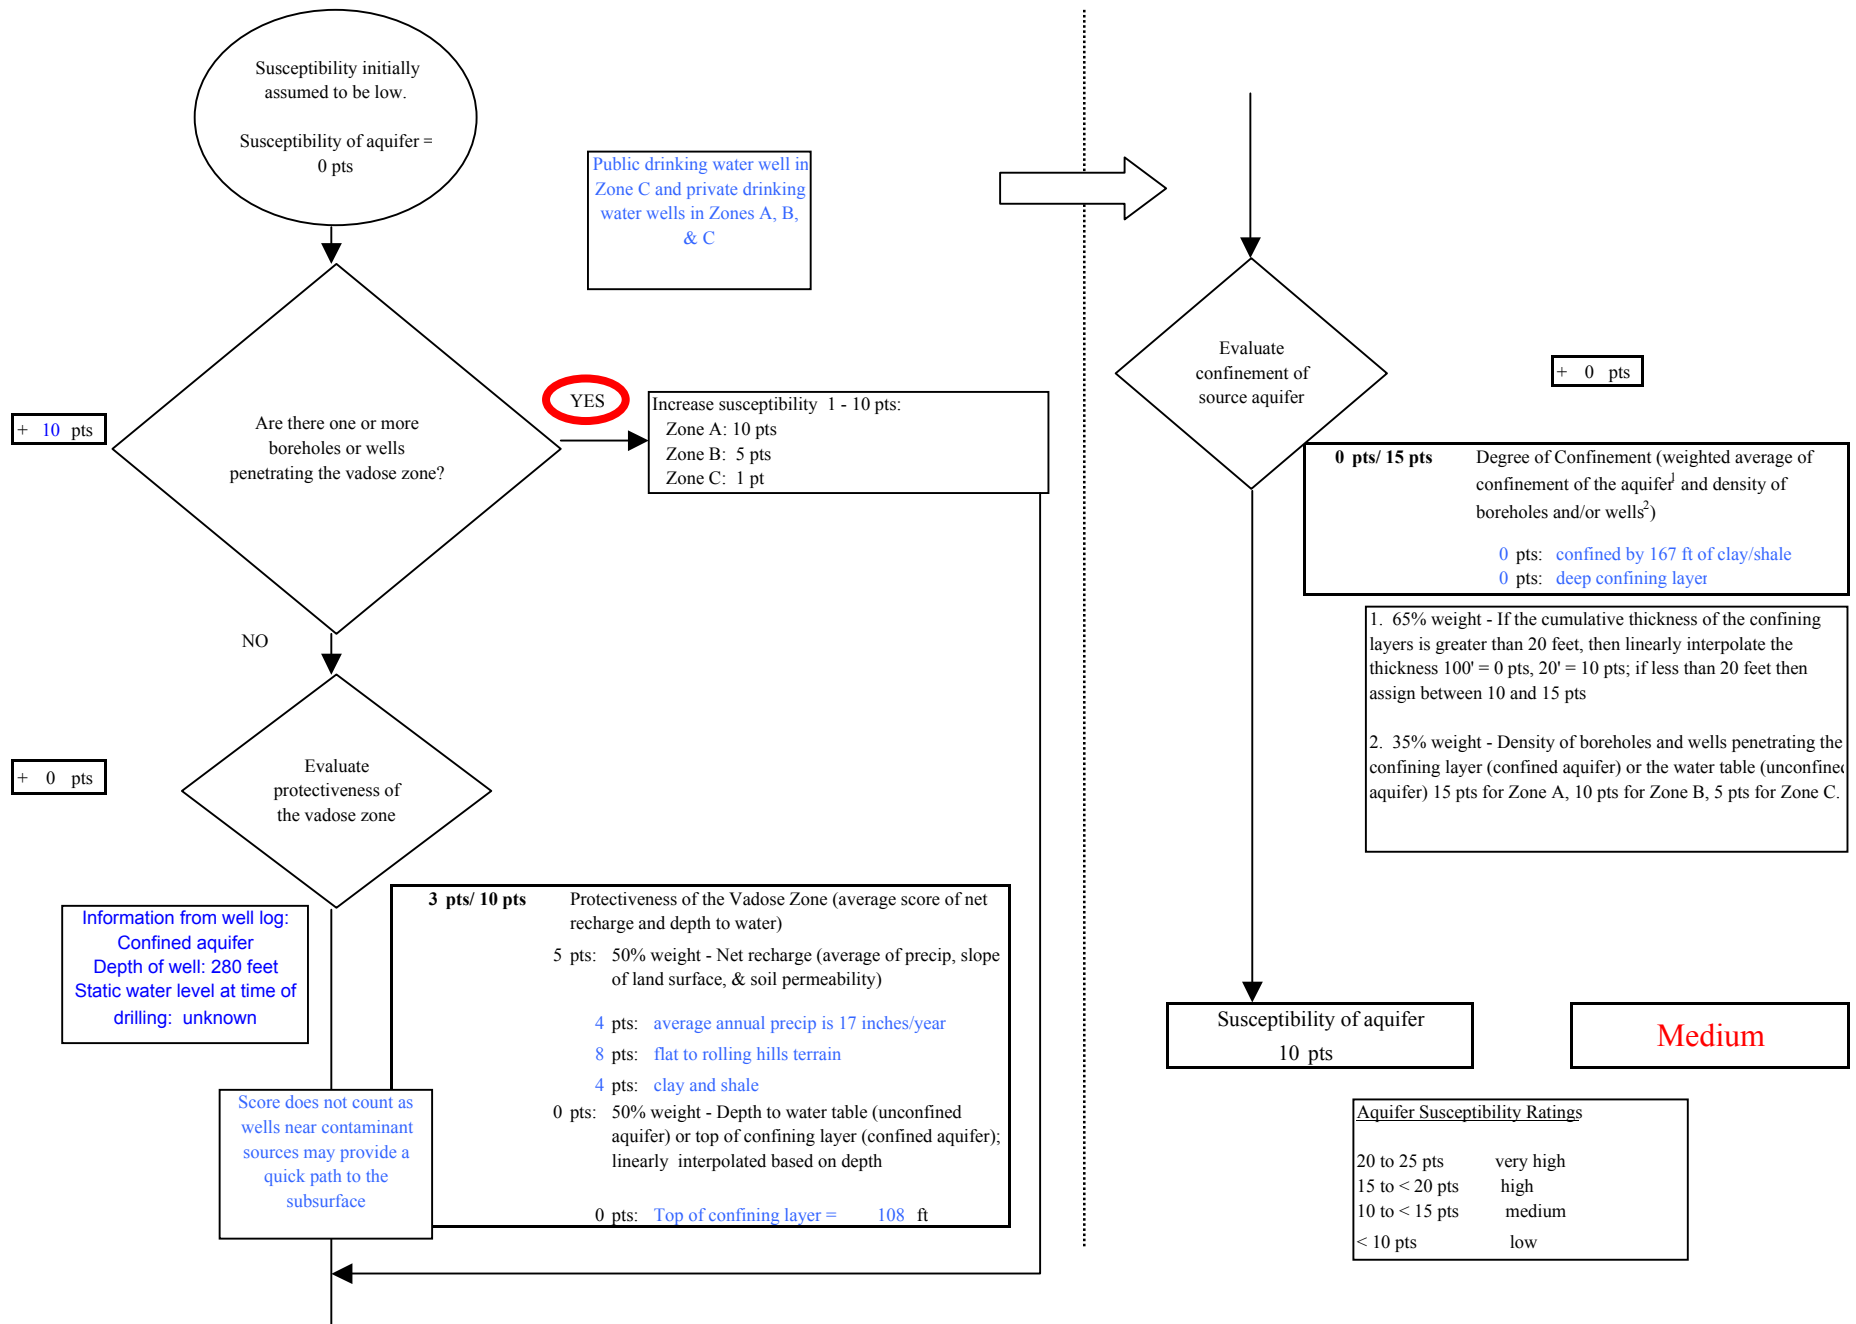 Susceptibility initially
assumed to be low.
Susceptibility of aquifer =
0 pts
Public drinking water well in
Zone C and private drinking
water wells in Zones A, B,
& C
+ 10 pts
Are there one or more
boreholes or wells
penetrating the vadose zone?
YES
Increase susceptibility 1 - 10 pts:
Zone A: 10 pts
Zone B: 5 pts
Zone C: 1 pt
NO
+ 0 pts
Evaluate
protectiveness of
the vadose zone
Information from well log:
Confined aquifer
Depth of well: 280 feet
Static water level at time of
drilling: unknown
3 pts/ 10 pts Protectiveness of the Vadose Zone (average score of net
recharge and depth to water)
5 pts: 50% weight - Net recharge (average of precip, slope
of land surface, & soil permeability)
4 pts: average annual precip is 17 inches/year
8 pts: flat to rolling hills terrain
4 pts: clay and shale
0 pts: 50% weight - Depth to water table (unconfined
aquifer) or top of confining layer (confined aquifer);
linearly interpolated based on depth
0 pts: Top of confining layer = 108 ft
Score does not count as
wells near contaminant
sources may provide a
quick path to the
subsurface
Evaluate
confinement of
source aquifer
+ 0 pts
0 pts/ 15 pts Degree of Confinement (weighted average of
confinement of the aquifer1 and density of
boreholes and/or wells2)
0 pts: confined by 167 ft of clay/shale
0 pts: deep confining layer
1. 65% weight - If the cumulative thickness of the confining
layers is greater than 20 feet, then linearly interpolate the
thickness 100' = 0 pts, 20' = 10 pts; if less than 20 feet then
assign between 10 and 15 pts
2. 35% weight - Density of boreholes and wells penetrating the
confining layer (confined aquifer) or the water table (unconfined
aquifer) 15 pts for Zone A, 10 pts for Zone B, 5 pts for Zone C.
Susceptibility of aquifer
10 pts
Medium
Aquifer Susceptibility Ratings
20 to 25 pts very high
15 to < 20 pts high
10 to < 15 pts medium
< 10 pts low